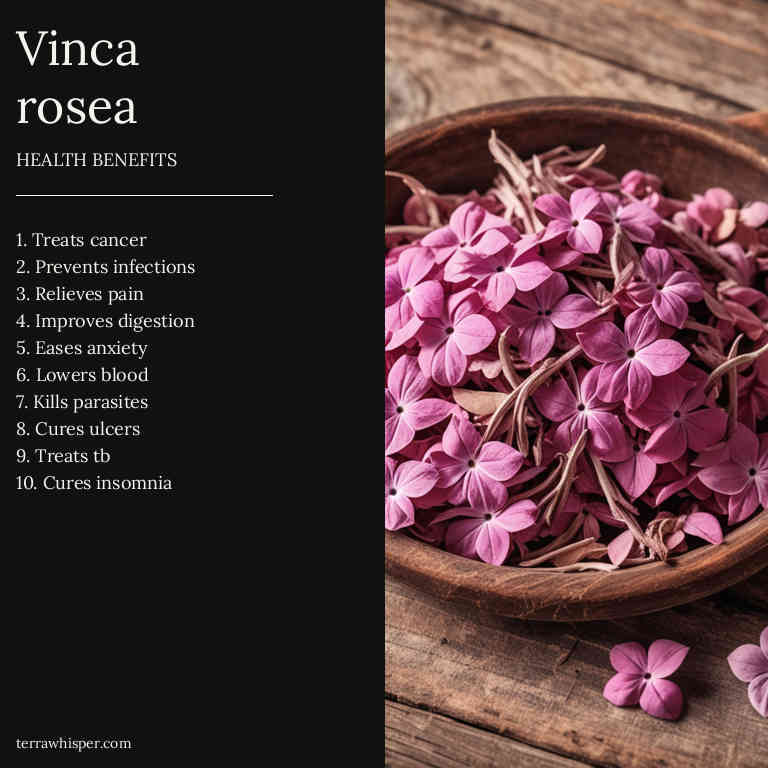 Vinca
rosea
HEALTH BENEFITS
1. Treats cancer
2. Prevents infections
3. Relieves pain
4. Improves digestion
5. Eases anxiety
6. Lowers blood
7. Kills parasites
8. Cures ulcers
9. Treats tb
10. Cures insomnia
terrawhisper.com